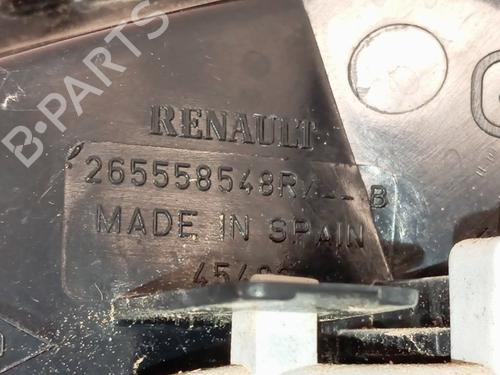 B-PARTS
RENAULT
265558548R
B
MADE IN SPAIN